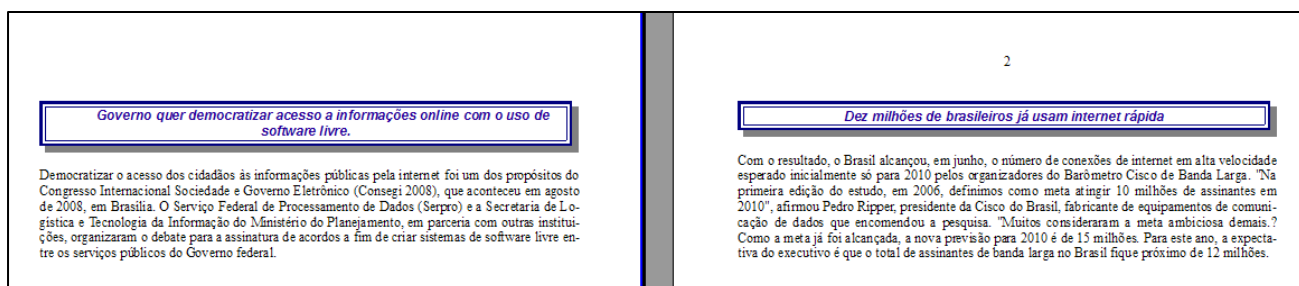 Governo quer democratizar acesso a informações online com o uso de
software livre.
Democratizar o acesso dos cidadãos às informações públicas pela internet foi um dos propósitos do
Congresso Internacional Sociedade e Governo Eletrônico (Consegi 2008), que aconteceu em agosto
de 2008, em Brasília. O Serviço Federal de Processamento de Dados (Serpro) e a Secretaria de Lo-
gística e Tecnologia da Informação do Ministério do Planejamento, em parceria com outras institui-
ções, organizaram o debate para a assinatura de acordos a fim de criar sistemas de software livre en-
tre os serviços públicos do Governo federal.
2
Dez milhões de brasileiros já usam internet rápida
Com o resultado, o Brasil alcançou, em junho, o número de conexões de internet em alta velocidade
esperado inicialmente só para 2010 pelos organizadores do Barômetro Cisco de Banda Larga. "Na
primeira edição do estudo, em 2006, definimos como meta atingir 10 milhões de assinantes em
2010", afirmou Pedro Ripper, presidente da Cisco do Brasil, fabricante de equipamentos de comuni-
cação de dados que encomendou a pesquisa. "Muitos consideraram a meta ambiciosa demais.?
Como a meta já foi alcançada, a nova previsão para 2010 é de 15 milhões. Para este ano, a expecta-
tiva do executivo é que o total de assinantes de banda larga no Brasil fique próximo de 12 milhões.